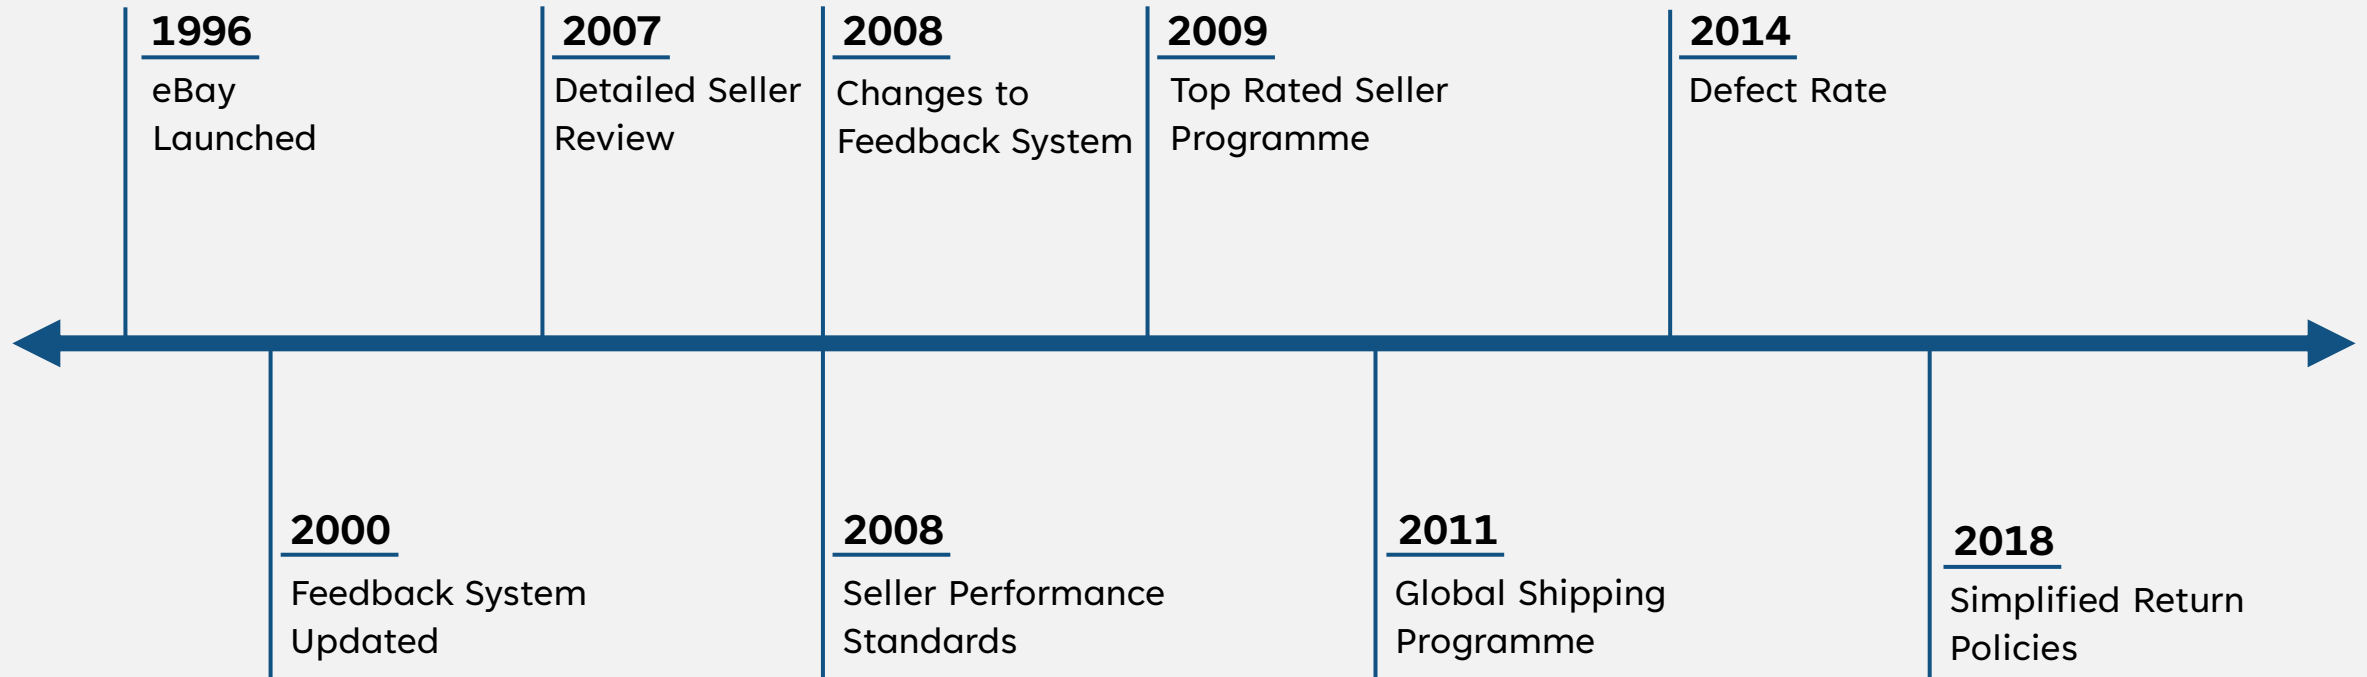 1996
eBay
Launched
2007
Detailed Seller
Review
2008
Changes to
Feedback System
2009
Top Rated Seller
Programme
2014
Defect Rate
2000
Feedback System
Updated
2008
Seller Performance
Standards
2011
Global Shipping
Programme
2018
Simplified Return
Policies